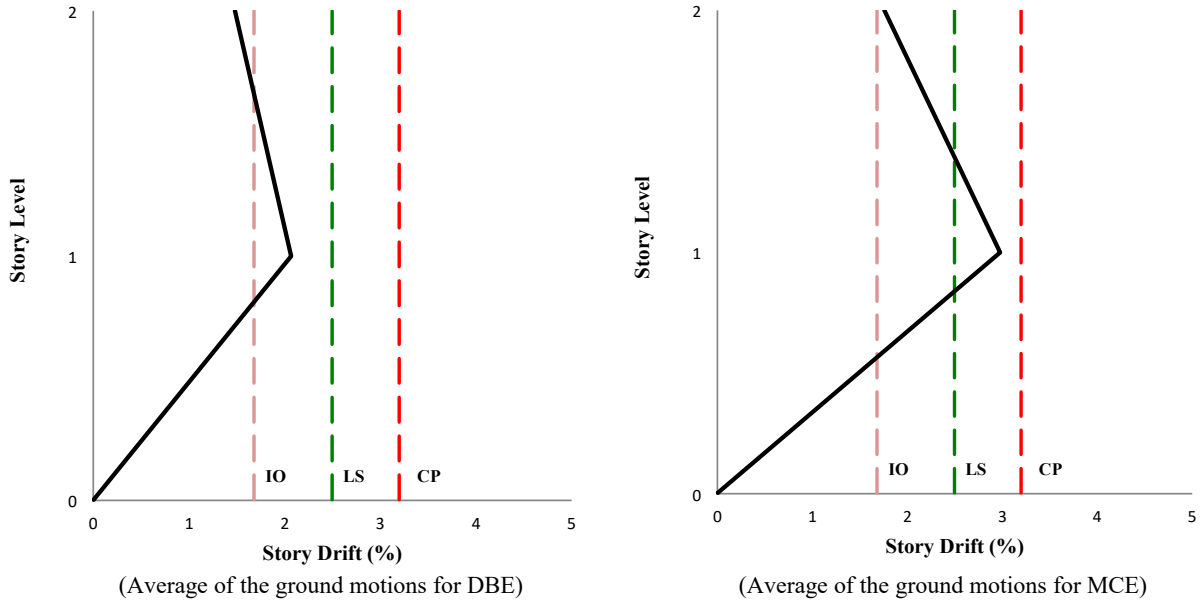 2
1
0
Story Level
IO LS CP
0 1 2 3 4 5
Story Drift (%)
(Average of the ground motions for DBE)
2
1
0
Story Level
IO LS CP
0 1 2 3 4 5
Story Drift (%)
(Average of the ground motions for MCE)